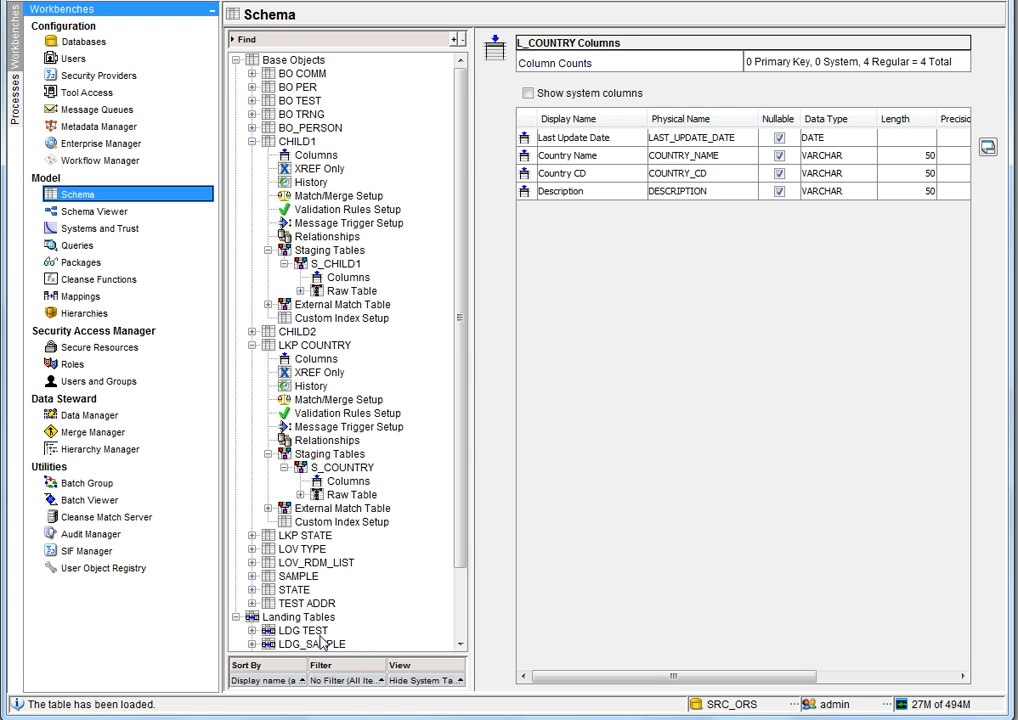 Workbenches
Processes
Workbenches
Configuration
Databases
Users
Security Providers
Tool Access
Message Queues
Metadata Manager
Enterprise Manager
Workflow Manager
Model
Schema
Schema Viewer
Systems and Trust
Queries
Packages
Cleanse Functions
Mappings
Hierarchies
Security Access Manager
Secure Resources
Roles
Users and Groups
Data Steward
Data Manager
Merge Manager
Hierarchy Manager
Utilities
Batch Group
Batch Viewer
Cleanse Match Server
Audit Manager
SIF Manager
User Object Registry
Schema
Find
Base Objects
BO COMM
BO PER
BO TEST
BO TRNG
BO_PERSON
CHILD1
Columns
XREF Only
History
Match/Merge Setup
Validation Rules Setup
Message Trigger Setup
Relationships
Staging Tables
S_CHILD1
Columns
Raw Table
External Match Table
Custom Index Setup
CHILD2
LKP COUNTRY
Columns
XREF Only
History
Match/Merge Setup
Validation Rules Setup
Message Trigger Setup
Relationships
Staging Tables
S_COUNTRY
Columns
Raw Table
External Match Table
Custom Index Setup
LKP STATE
LOV TYPE
LOV_RDM_LIST
SAMPLE
STATE
TEST ADDR
Landing Tables
LDG TEST
LDG_SAMPLE
Sort By Filter View
Display name (a No Filter (All Ite... Hide System Ta...
L_COUNTRY Columns
Column Counts 0 Primary Key, 0 System, 4 Regular = 4 Total
Show system columns
Display Name Physical Name Nullable Data Type Length Precisio
Last Update Date LAST_UPDATE_DATE DATE
Country Name COUNTRY_NAME VARCHAR 50
Country CD COUNTRY_CD VARCHAR 50
Description DESCRIPTION VARCHAR 50
The table has been loaded. SRC_ORS admin 27M of 494M